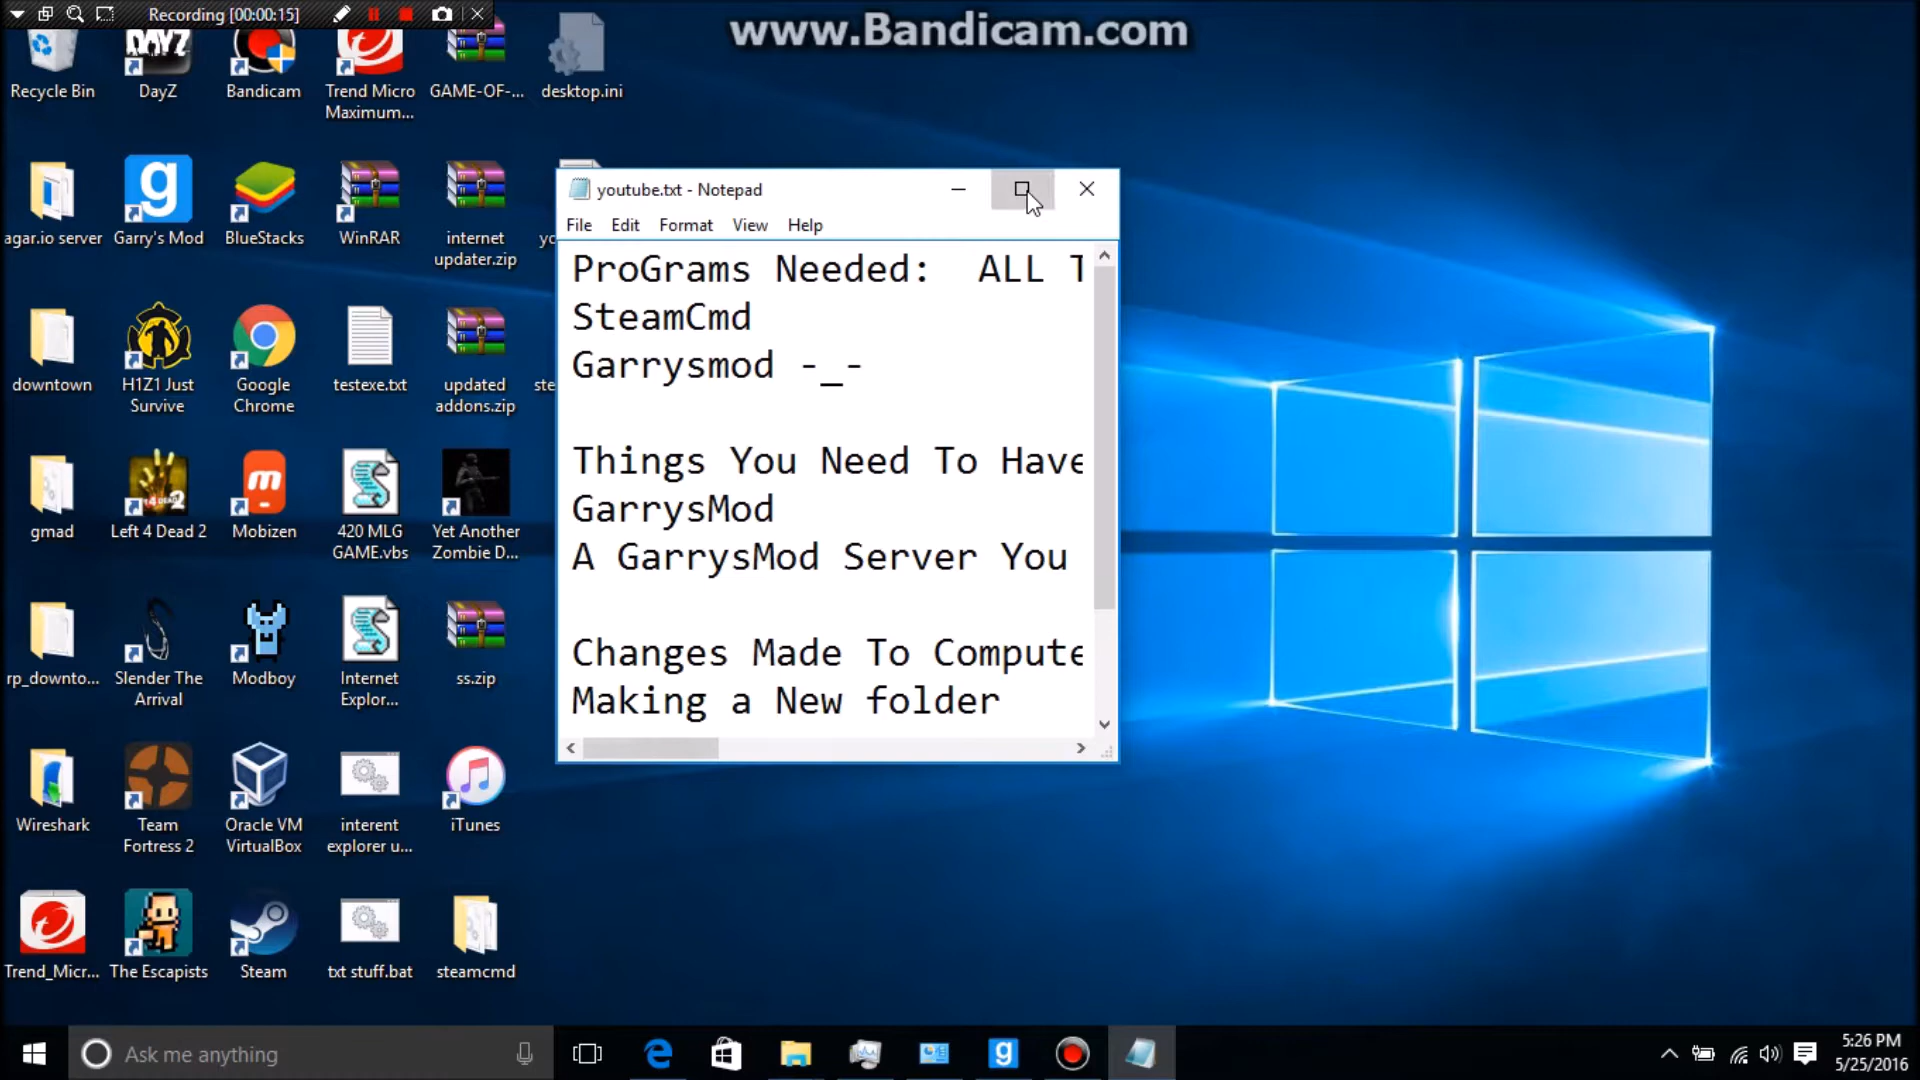 Recording [00:00:15]
www.Bandicam.com
Recycle Bin
DayZ
Bandicam
Trend Micro
Maximum...
GAME-OF-...
desktop.ini
agar.io server
Garry's Mod
BlueStacks
WinRAR
internet
updater.zip
downtown
H1Z1 Just
Survive
Google
Chrome
testexe.txt
updated
addons.zip
gmad
Left 4 Dead 2
Mobizen
420 MLG
GAME.vbs
Yet Another
Zombie D...
rp_downto...
Slender The
Arrival
Modboy
Internet
Explor...
ss.zip
Wireshark
Team
Fortress 2
Oracle VM
VirtualBox
interent
explorer u...
iTunes
Trend_Micr...
The Escapists
Steam
txt stuff.bat
steamcmd
youtube.txt - Notepad
File Edit Format View Help
ProGrams Needed: ALL T
SteamCmd
Garrysmod -_-
Things You Need To Have
GarrysMod
A GarrysMod Server You
Changes Made To Compute
Making a New folder
Ask me anything
5:26 PM
5/25/2016